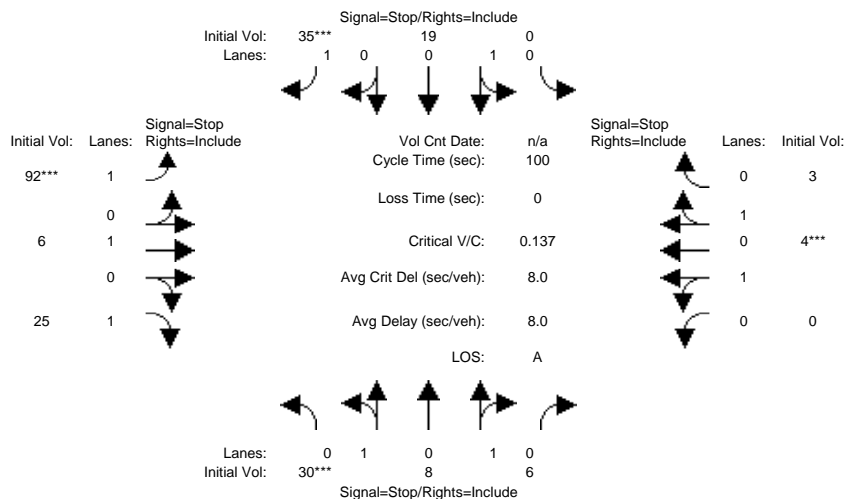 Signal=Stop/Rights=Include
Initial Vol: 35*** 19 0
Lanes: 1 0 0 1 0
Signal=Stop
Initial Vol: Lanes: Rights=Include
Vol Cnt Date: n/a
Signal=Stop
Rights=Include Lanes: Initial Vol:
Cycle Time (sec): 100
92*** 1
0 3
Loss Time (sec): 0
0
1
6 1
Critical V/C: 0.137
0 4***
0
Avg Crit Del (sec/veh): 8.0
1
25 1
Avg Delay (sec/veh): 8.0
0 0
LOS: A
Lanes: 0 1 0 1 0
Initial Vol: 30*** 8 6
Signal=Stop/Rights=Include